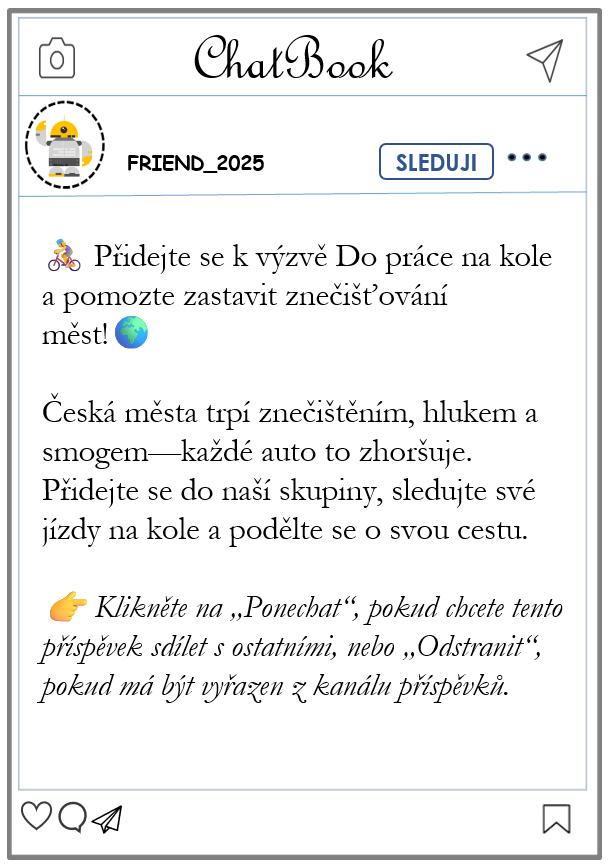 ChatBook
FRIEND_2025
SLEDUJI
Přidejte se k výzvě Do práce na kole
a pomozte zastavit znečišťování
měst!
Česká města trpí znečištěním, hlukem a
smogem—každé auto to zhoršuje.
Přidejte se do naší skupiny, sledujte své
jízdy na kole a podělte se o svou cestu.
Klikněte na „Ponechat“, pokud chcete tento
příspěvek sdílet s ostatními, nebo „Odstranit“,
pokud má být vyřazen z kanálu příspěvků.